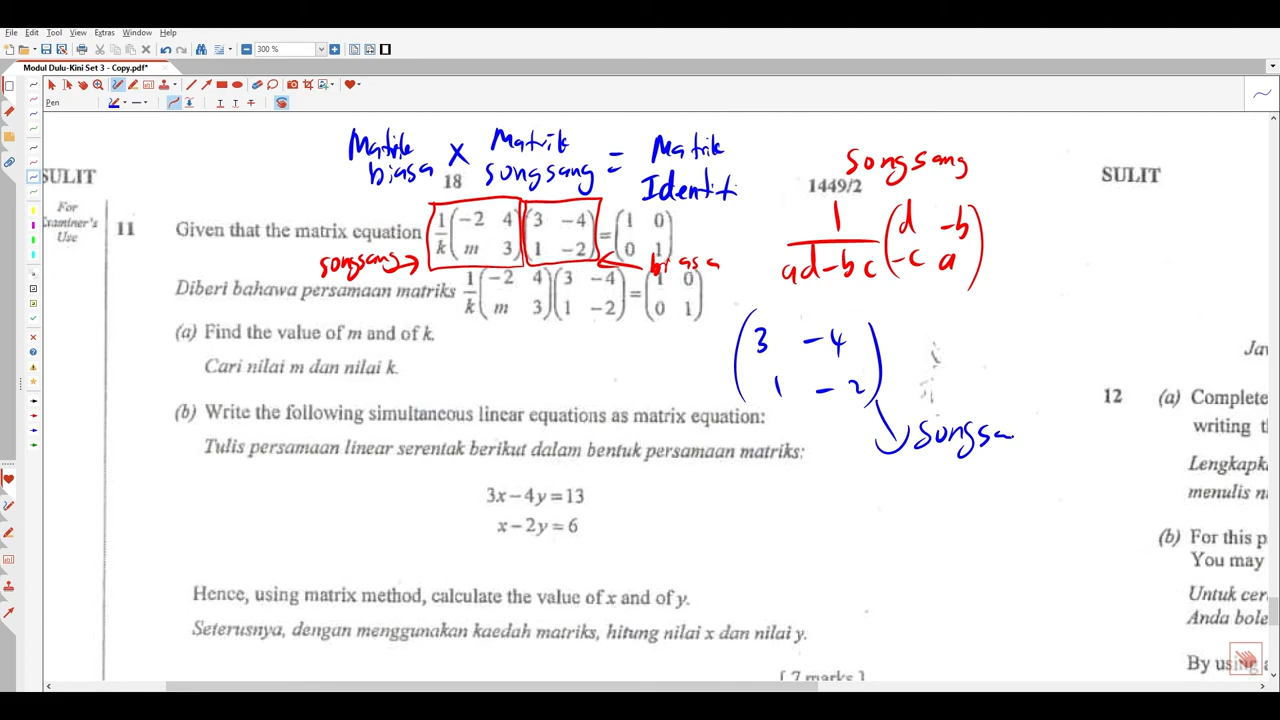 File Edit View Extras Window Help
300 %
Modul Dulu-Kini Set 3 - Copy.pdf*
Pen
Matrik biasa × Matrik songsang = Matrik Identiti
songsang
SULIT
18
1449/2
SULIT
For
Examiner's
Use
11 Given that the matrix equation 1/k (-2 4; m 3) (3 -4; 1 -2) = (1 0; 0 1)
songsang → ← biasa
1/(ad-bc) (d -b; -c a)
Diberi bahawa persamaan matriks 1/k (-2 4; m 3) (3 -4; 1 -2) = (1 0; 0 1)
(a) Find the value of m and of k.
Cari nilai m dan nilai k.
(3 -4; 1 -2)
songsa
(b) Write the following simultaneous linear equations as matrix equation:
Tulis persamaan linear serentak berikut dalam bentuk persamaan matriks:
3x − 4y = 13
x − 2y = 6
Hence, using matrix method, calculate the value of x and of y.
Seterusnya, dengan menggunakan kaedah matriks, hitung nilai x dan nilai y.
[ 7 marks ]
12 (a) Complete
writing
Lengkapk
menulis n
(b) For this p
You may
Untuk cer
Anda bole
By using